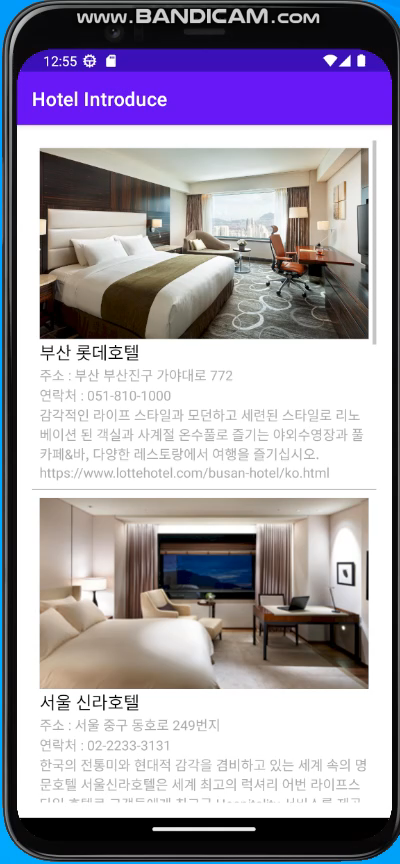 www.BANDICAM.com
12:55
Hotel Introduce
부산 롯데호텔
주소 : 부산 부산진구 가야대로 772
연락처 : 051-810-1000
감각적인 라이프 스타일과 모던하고 세련된 스타일로 리노
베이션 된 객실과 사계절 온수풀로 즐기는 야외수영장과 풀
카페&바, 다양한 레스토랑에서 여행을 즐기십시오.
https://www.lottehotel.com/busan-hotel/ko.html
서울 신라호텔
주소 : 서울 중구 동호로 249번지
연락처 : 02-2233-3131
한국의 전통미와 현대적 감각을 겸비하고 있는 세계 속의 명
문호텔 서울신라호텔은 세계 최고의 럭셔리 어번 라이프스